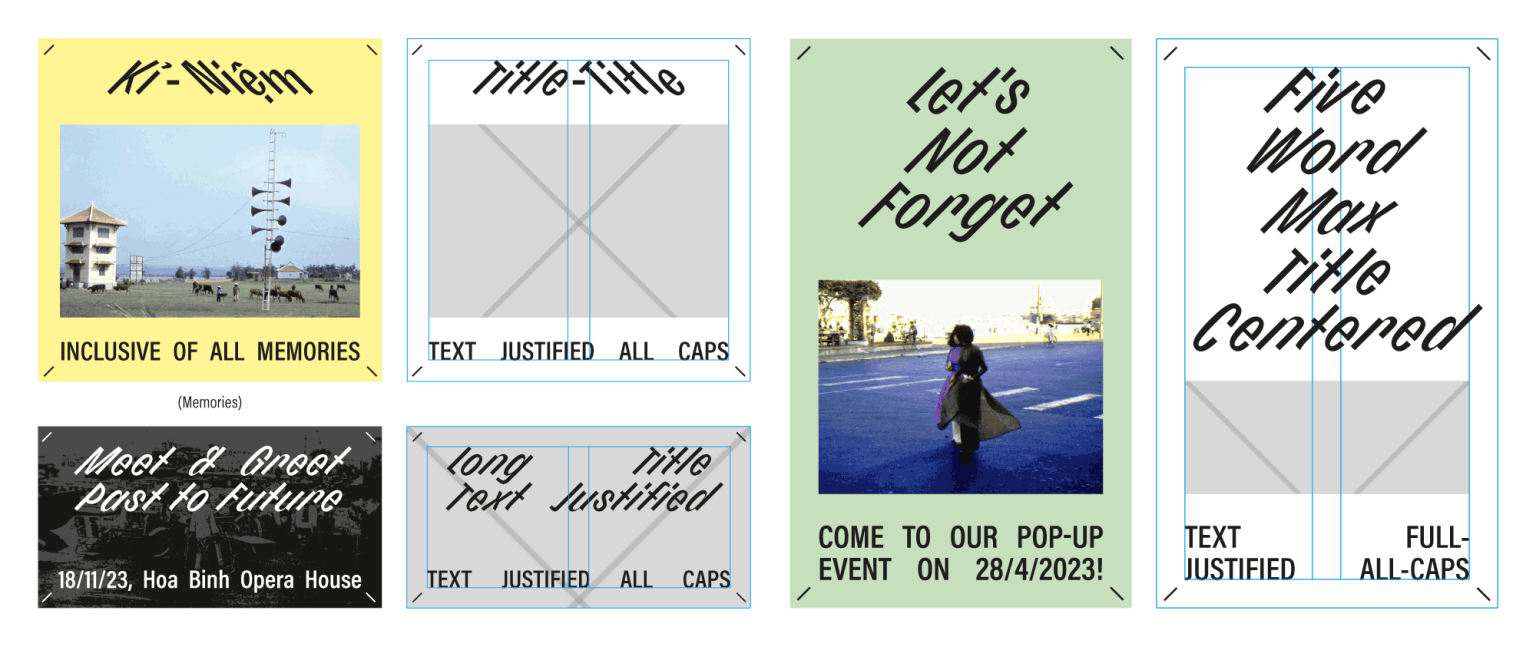 Kỉ-Niệm
INCLUSIVE OF ALL MEMORIES
(Memories)
Title-Title
TEXT JUSTIFIED ALL CAPS
Meet & Greet
Past to Future
18/11/23, Hoa Binh Opera House
Long Title
Text Justified
TEXT JUSTIFIED ALL CAPS
Let's
Not
Forget
COME TO OUR POP-UP
EVENT ON 28/4/2023!
Five
Word
Max
Title
Centered
TEXT FULL-
JUSTIFIED ALL-CAPS